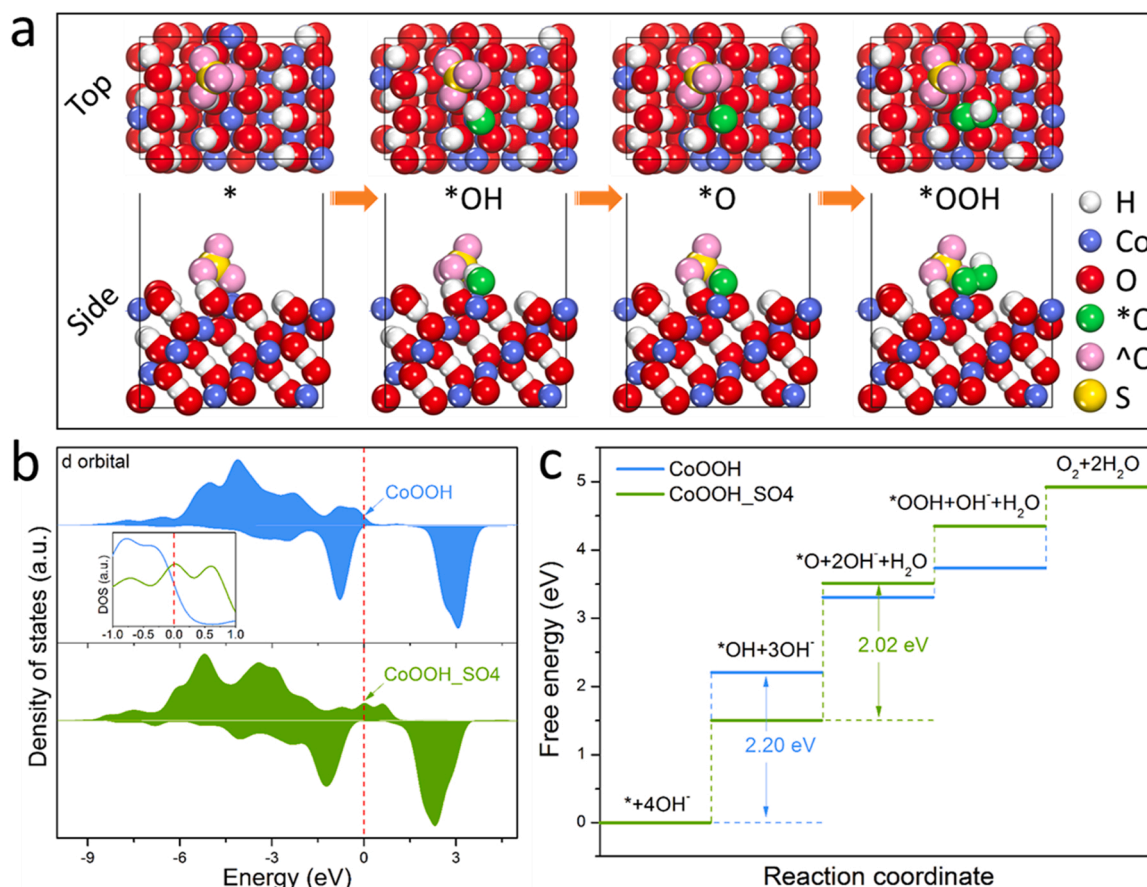 a
Top
* *OH *O *OOH
Side
H
Co
O
*O
^O
S
b
d orbital
CoOOH
DOS (a.u.)
-1.0 -0.5 0.0 0.5 1.0
CoOOH_SO4
Density of states (a.u.)
-9 -6 -3 0 3
Energy (eV)
c
CoOOH
CoOOH_SO4
O₂+2H₂O
*OOH+OH⁻+H₂O
*O+2OH⁻+H₂O
*OH+3OH⁻
*+4OH⁻
2.02 eV
2.20 eV
5
4
3
2
1
0
Free energy (eV)
Reaction coordinate